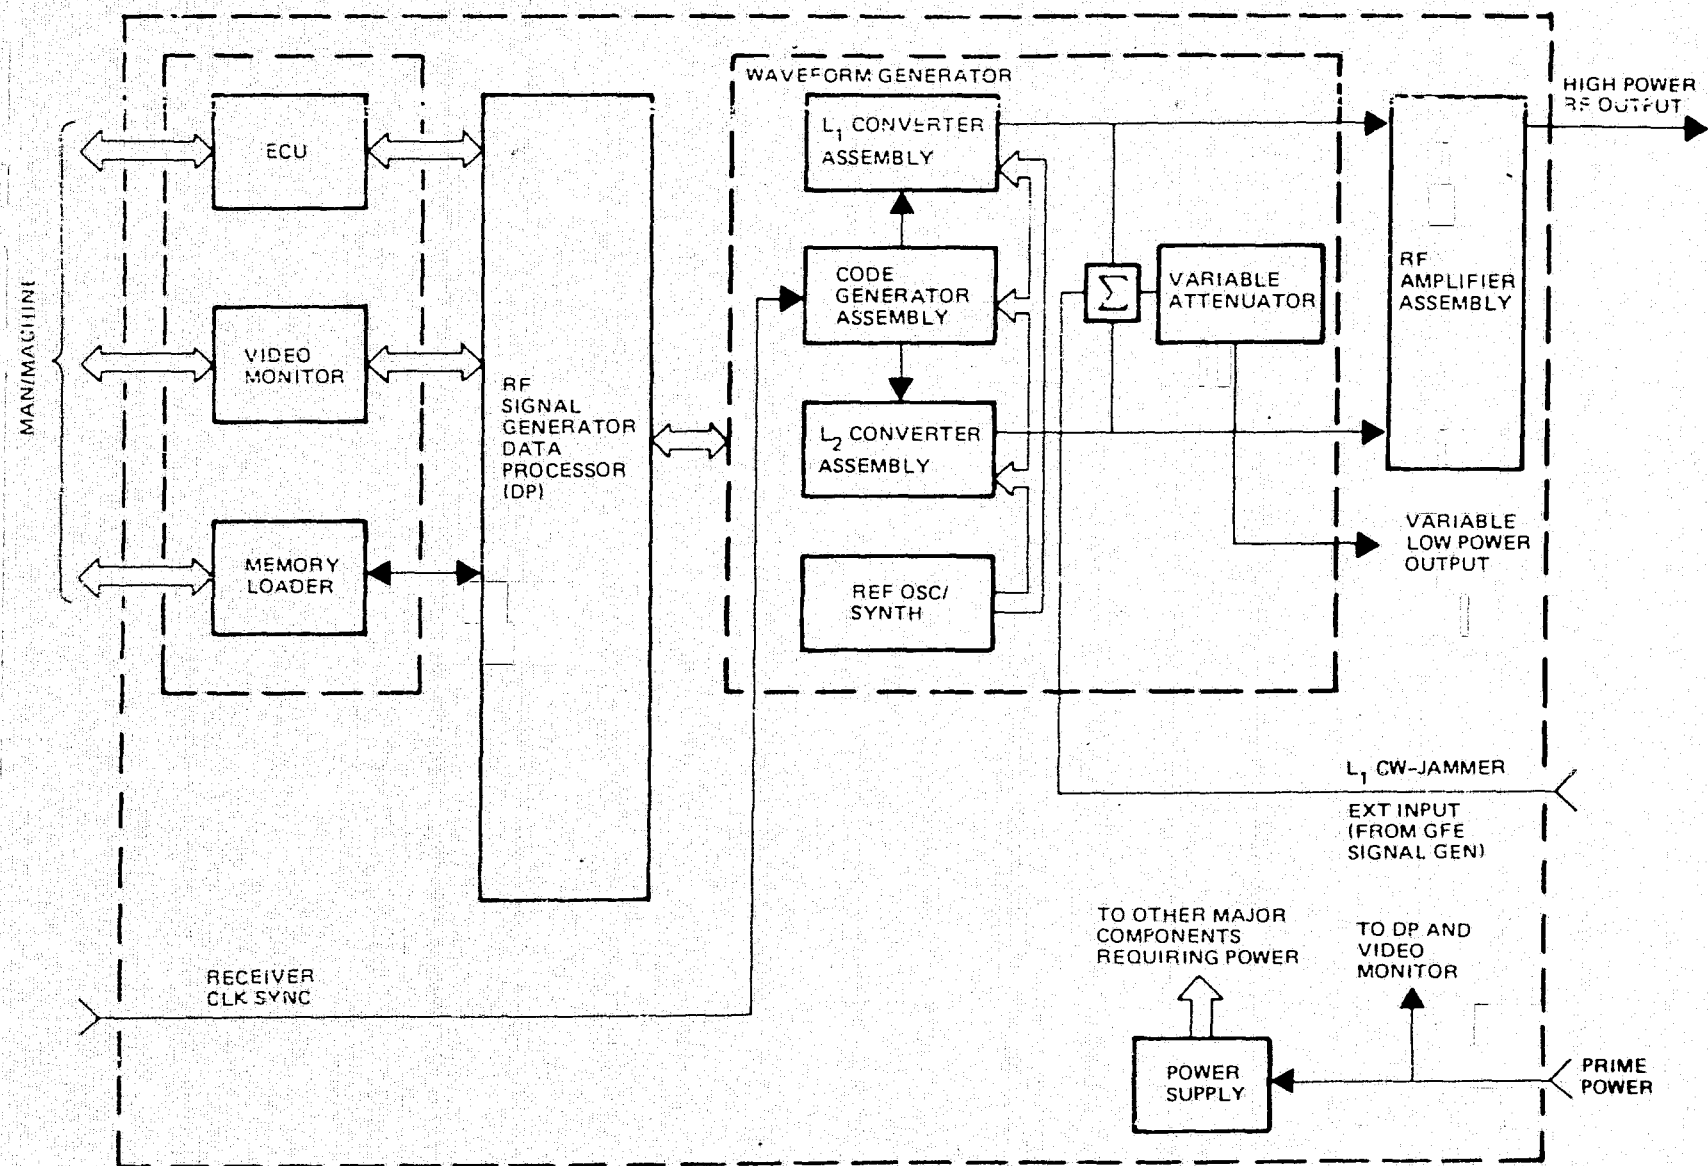 WAVEFORM GENERATOR
HIGH POWER
RF OUTPUT
L1 CONVERTER
ASSEMBLY
ECU
MAN/MACHINE
CODE
GENERATOR
ASSEMBLY
Σ
VARIABLE
ATTENUATOR
RF
AMPLIFIER
ASSEMBLY
VIDEO
MONITOR
RF
SIGNAL
GENERATOR
DATA
PROCESSOR
(DP)
L2 CONVERTER
ASSEMBLY
MEMORY
LOADER
REF OSC/
SYNTH
VARIABLE
LOW POWER
OUTPUT
L1 CW-JAMMER
EXT INPUT
(FROM GFE
SIGNAL GEN)
TO OTHER MAJOR
COMPONENTS
REQUIRING POWER
TO DP AND
VIDEO
MONITOR
RECEIVER
CLK SYNC
POWER
SUPPLY
PRIME
POWER